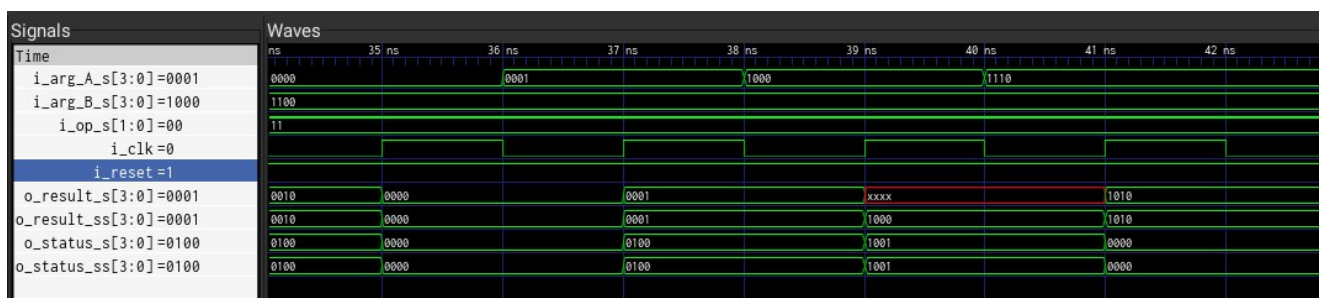 Signals
Waves
Time
ns 35 ns 36 ns 37 ns 38 ns 39 ns 40 ns 41 ns 42 ns
i_arg_A_s[3:0]=0001 0000 0001 1000 1110
i_arg_B_s[3:0]=1000 1100
i_op_s[1:0]=00 11
i_clk=0
i_reset=1
o_result_s[3:0]=0001 0010 0000 0001 xxxx 1010
o_result_ss[3:0]=0001 0010 0000 0001 1000 1010
o_status_s[3:0]=0100 0100 0000 0100 1001 0000
o_status_ss[3:0]=0100 0100 0000 0100 1001 0000